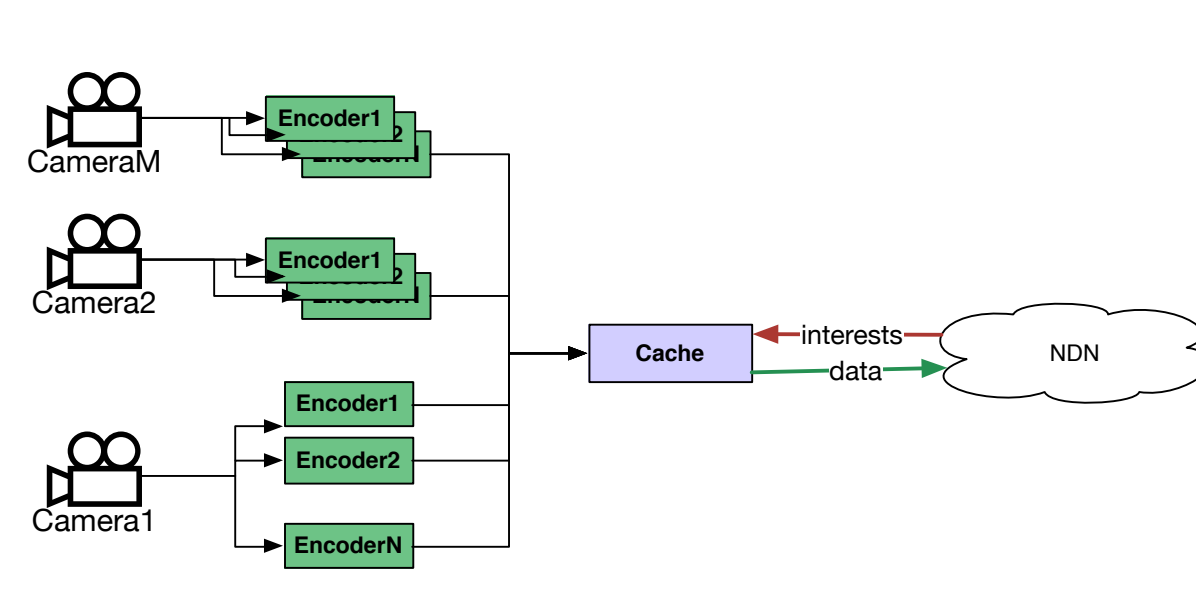 Encoder1
CameraM
Encoder1
Camera2
interests
Cache
NDN
data
Encoder1
Encoder2
Camera1
EncoderN